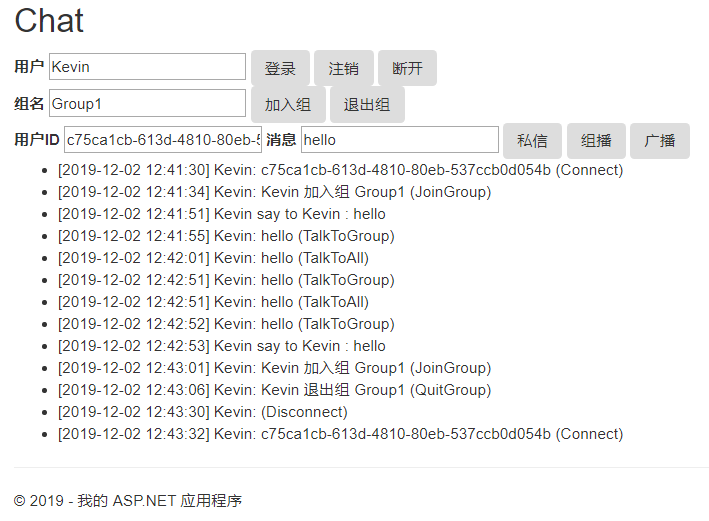 Chat
用户 Kevin 登录 注销 断开
组名 Group1 加入组 退出组
用户ID c75ca1cb-613d-4810-80eb-5 消息 hello 私信 组播 广播
[2019-12-02 12:41:30] Kevin: c75ca1cb-613d-4810-80eb-537ccb0d054b (Connect)
[2019-12-02 12:41:34] Kevin: Kevin 加入组 Group1 (JoinGroup)
[2019-12-02 12:41:51] Kevin say to Kevin : hello
[2019-12-02 12:41:55] Kevin: hello (TalkToGroup)
[2019-12-02 12:42:01] Kevin: hello (TalkToAll)
[2019-12-02 12:42:51] Kevin: hello (TalkToGroup)
[2019-12-02 12:42:51] Kevin: hello (TalkToAll)
[2019-12-02 12:42:52] Kevin: hello (TalkToGroup)
[2019-12-02 12:42:53] Kevin say to Kevin : hello
[2019-12-02 12:43:01] Kevin: Kevin 加入组 Group1 (JoinGroup)
[2019-12-02 12:43:06] Kevin: Kevin 退出组 Group1 (QuitGroup)
[2019-12-02 12:43:30] Kevin: (Disconnect)
[2019-12-02 12:43:32] Kevin: c75ca1cb-613d-4810-80eb-537ccb0d054b (Connect)
© 2019 - 我的 ASP.NET 应用程序